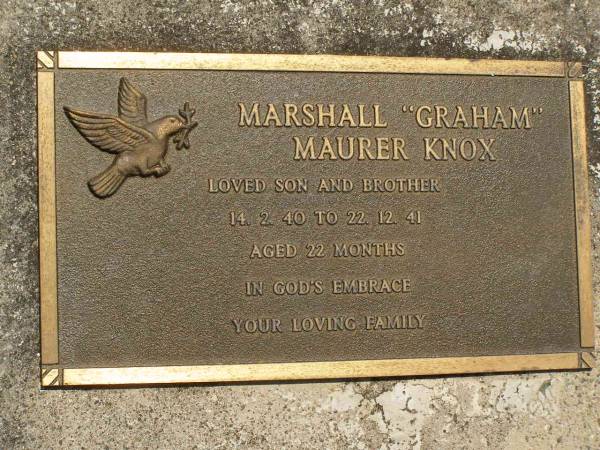 MARSHALL "GRAHAM"
MAURER KNOX
LOVED SON AND BROTHER
14. 2. 40 TO 22. 12. 41
AGED 22 MONTHS
IN GOD'S EMBRACE
YOUR LOVING FAMILY